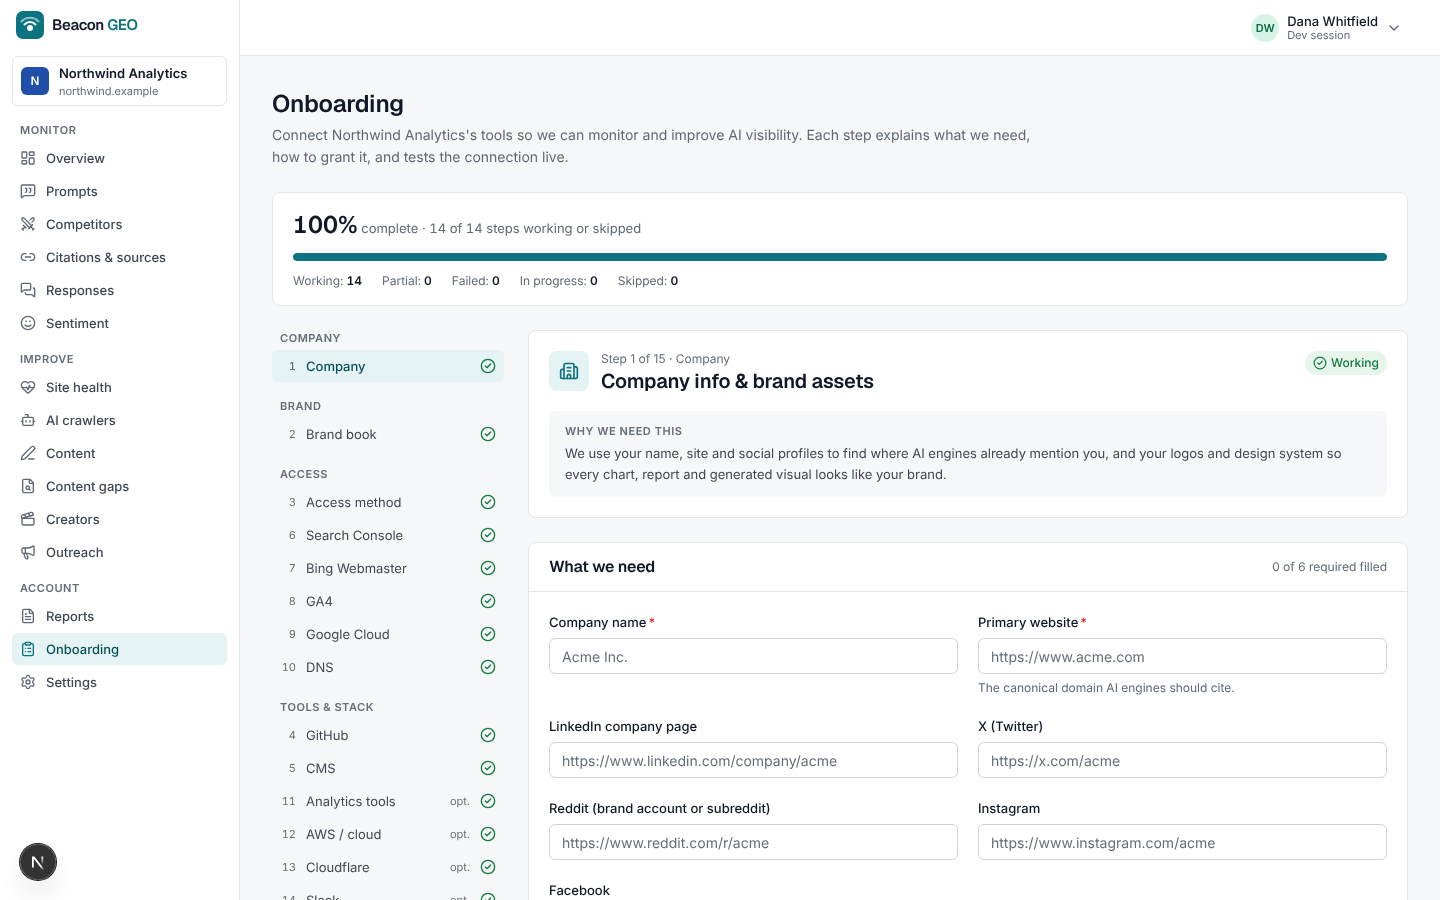 Beacon GEO
N
Northwind Analytics
northwind.example
MONITOR
Overview
Prompts
Competitors
Citations & sources
Responses
Sentiment
IMPROVE
Site health
AI crawlers
Content
Content gaps
Creators
Outreach
ACCOUNT
Reports
Onboarding
Settings
N
DW
Dana Whitfield
Dev session
Onboarding
Connect Northwind Analytics's tools so we can monitor and improve AI visibility. Each step explains what we need,
how to grant it, and tests the connection live.
100% complete · 14 of 14 steps working or skipped
Working: 14 Partial: 0 Failed: 0 In progress: 0 Skipped: 0
COMPANY
1 Company
BRAND
2 Brand book
ACCESS
3 Access method
6 Search Console
7 Bing Webmaster
8 GA4
9 Google Cloud
10 DNS
TOOLS & STACK
4 GitHub
5 CMS
11 Analytics tools opt.
12 AWS / cloud opt.
13 Cloudflare opt.
14 Slack opt.
Step 1 of 15 · Company
Company info & brand assets
Working
WHY WE NEED THIS
We use your name, site and social profiles to find where AI engines already mention you, and your logos and design system so
every chart, report and generated visual looks like your brand.
What we need
0 of 6 required filled
Company name *
Acme Inc.
Primary website *
https://www.acme.com
The canonical domain AI engines should cite.
LinkedIn company page
https://www.linkedin.com/company/acme
X (Twitter)
https://x.com/acme
Reddit (brand account or subreddit)
https://www.reddit.com/r/acme
Instagram
https://www.instagram.com/acme
Facebook